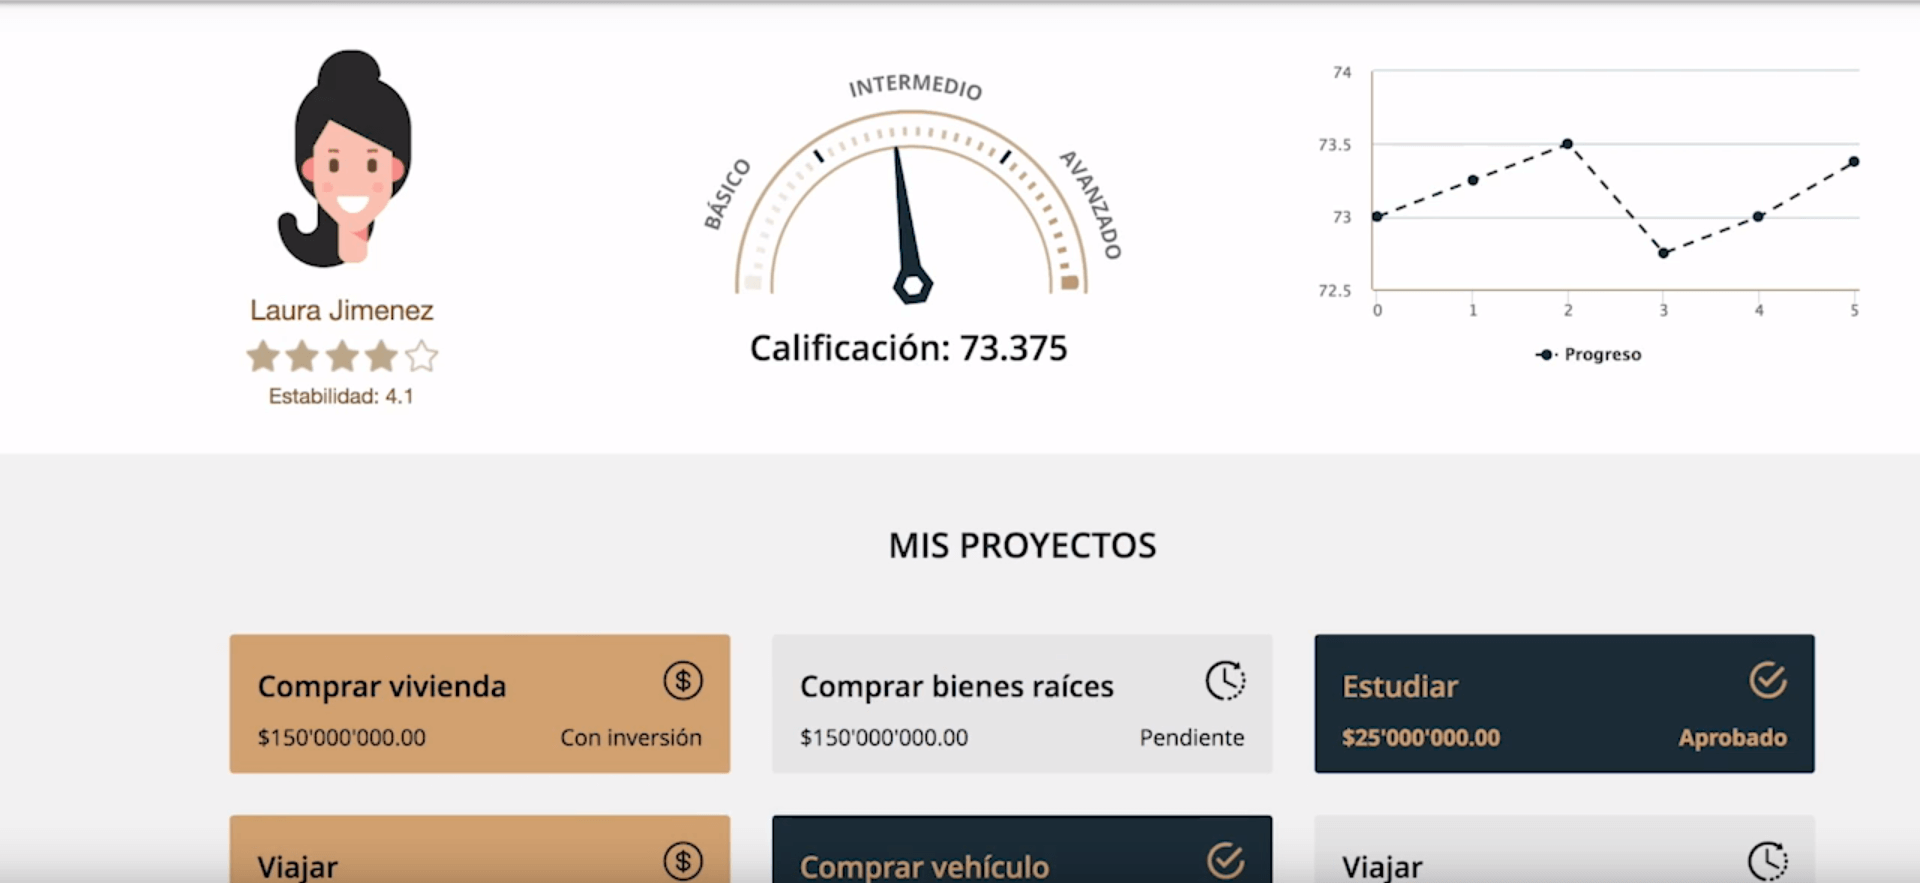 Laura Jimenez
Estabilidad: 4.1
BÁSICO
INTERMEDIO
AVANZADO
Calificación: 73.375
74
73.5
73
72.5
0 1 2 3 4 5
Progreso
MIS PROYECTOS
Comprar vivienda
$150'000'000.00 Con inversión
Comprar bienes raíces
$150'000'000.00 Pendiente
Estudiar
$25'000'000.00 Aprobado
Viajar
Comprar vehículo
Viajar